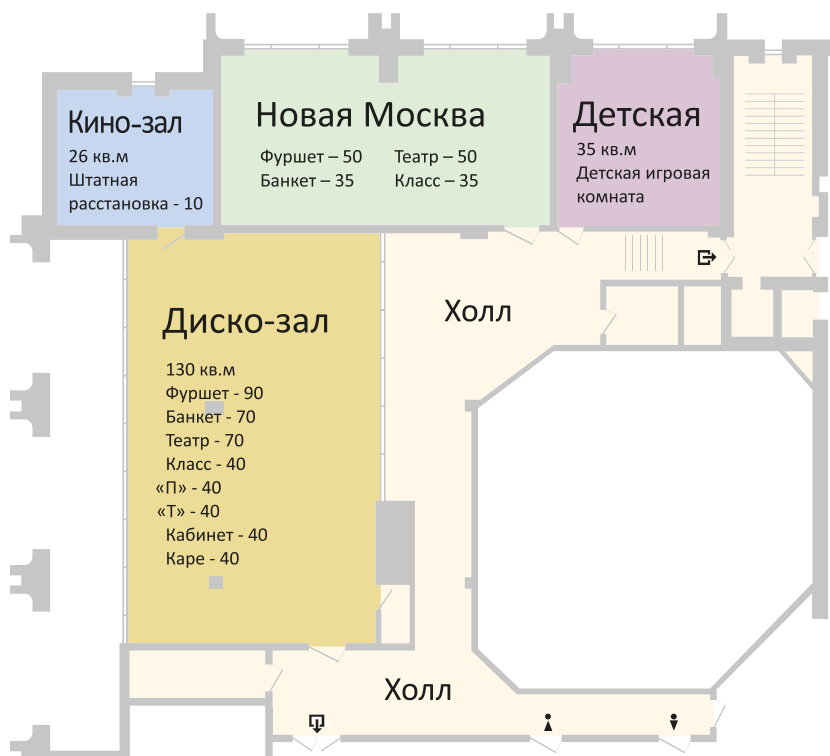 Кино-зал
26 кв.м
Штатная
расстановка - 10
Новая Москва
Фуршет – 50 Театр – 50
Банкет – 35 Класс – 35
Детская
35 кв.м
Детская игровая
комната
Холл
Диско-зал
130 кв.м
Фуршет - 90
Банкет - 70
Театр - 70
Класс - 40
«П» - 40
«Т» - 40
Кабинет - 40
Каре - 40
Холл